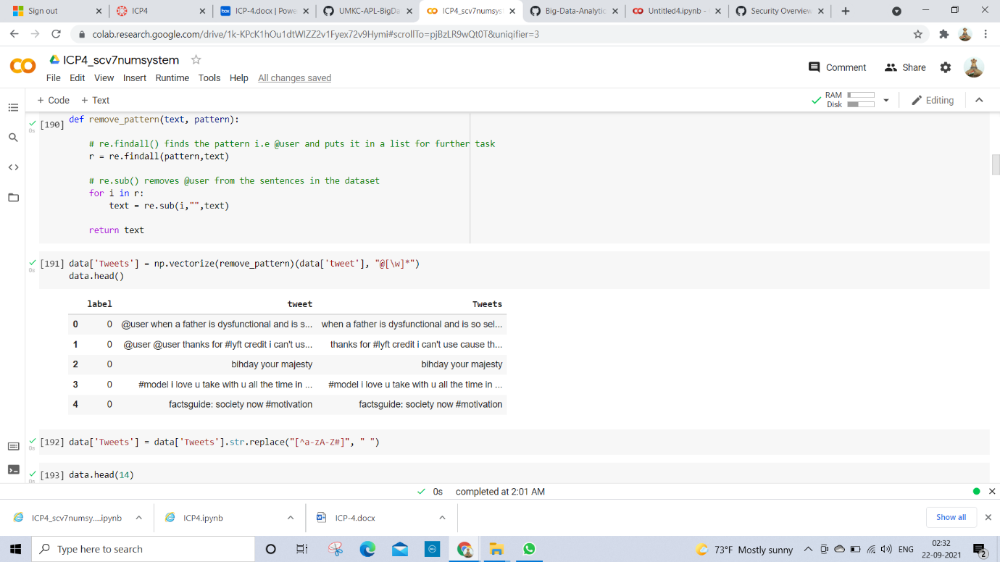 Sign out
ICP4
ICP-4.docx | Powe
UMKC-APL-BigDa
ICP4_scv7numsys
Big-Data-Analytic
Untitled4.ipynb -
Security Overview
colab.research.google.com/drive/1k-KPcK1hOu1dtWlZZ2v1Fyex72v9Hymi#scrollTo=pjBzLR9wQt0T&uniqifier=3
ICP4_scv7numsystem
Comment
Share
File Edit View Insert Runtime Tools Help All changes saved
+ Code + Text
RAM
Disk
Editing
[190] def remove_pattern(text, pattern):
0s
# re.findall() finds the pattern i.e @user and puts it in a list for further task
r = re.findall(pattern,text)
# re.sub() removes @user from the sentences in the dataset
for i in r:
text = re.sub(i,"",text)
return text
[191] data['Tweets'] = np.vectorize(remove_pattern)(data['tweet'], "@[\w]*")
0s
data.head()
label tweet Tweets
0 0 @user when a father is dysfunctional and is s... when a father is dysfunctional and is so sel...
1 0 @user @user thanks for #lyft credit i can't us... thanks for #lyft credit i can't use cause th...
2 0 bihday your majesty bihday your majesty
3 0 #model i love u take with u all the time in ... #model i love u take with u all the time in ...
4 0 factsguide: society now #motivation factsguide: society now #motivation
[192] data['Tweets'] = data['Tweets'].str.replace("[^a-zA-Z#]", " ")
0s
[193] data.head(14)
0s
0s completed at 2:01 AM
ICP4_scv7numsy....ipynb
ICP4.ipynb
ICP-4.docx
Show all
Type here to search
73°F Mostly sunny
ENG
02:32
22-09-2021
2